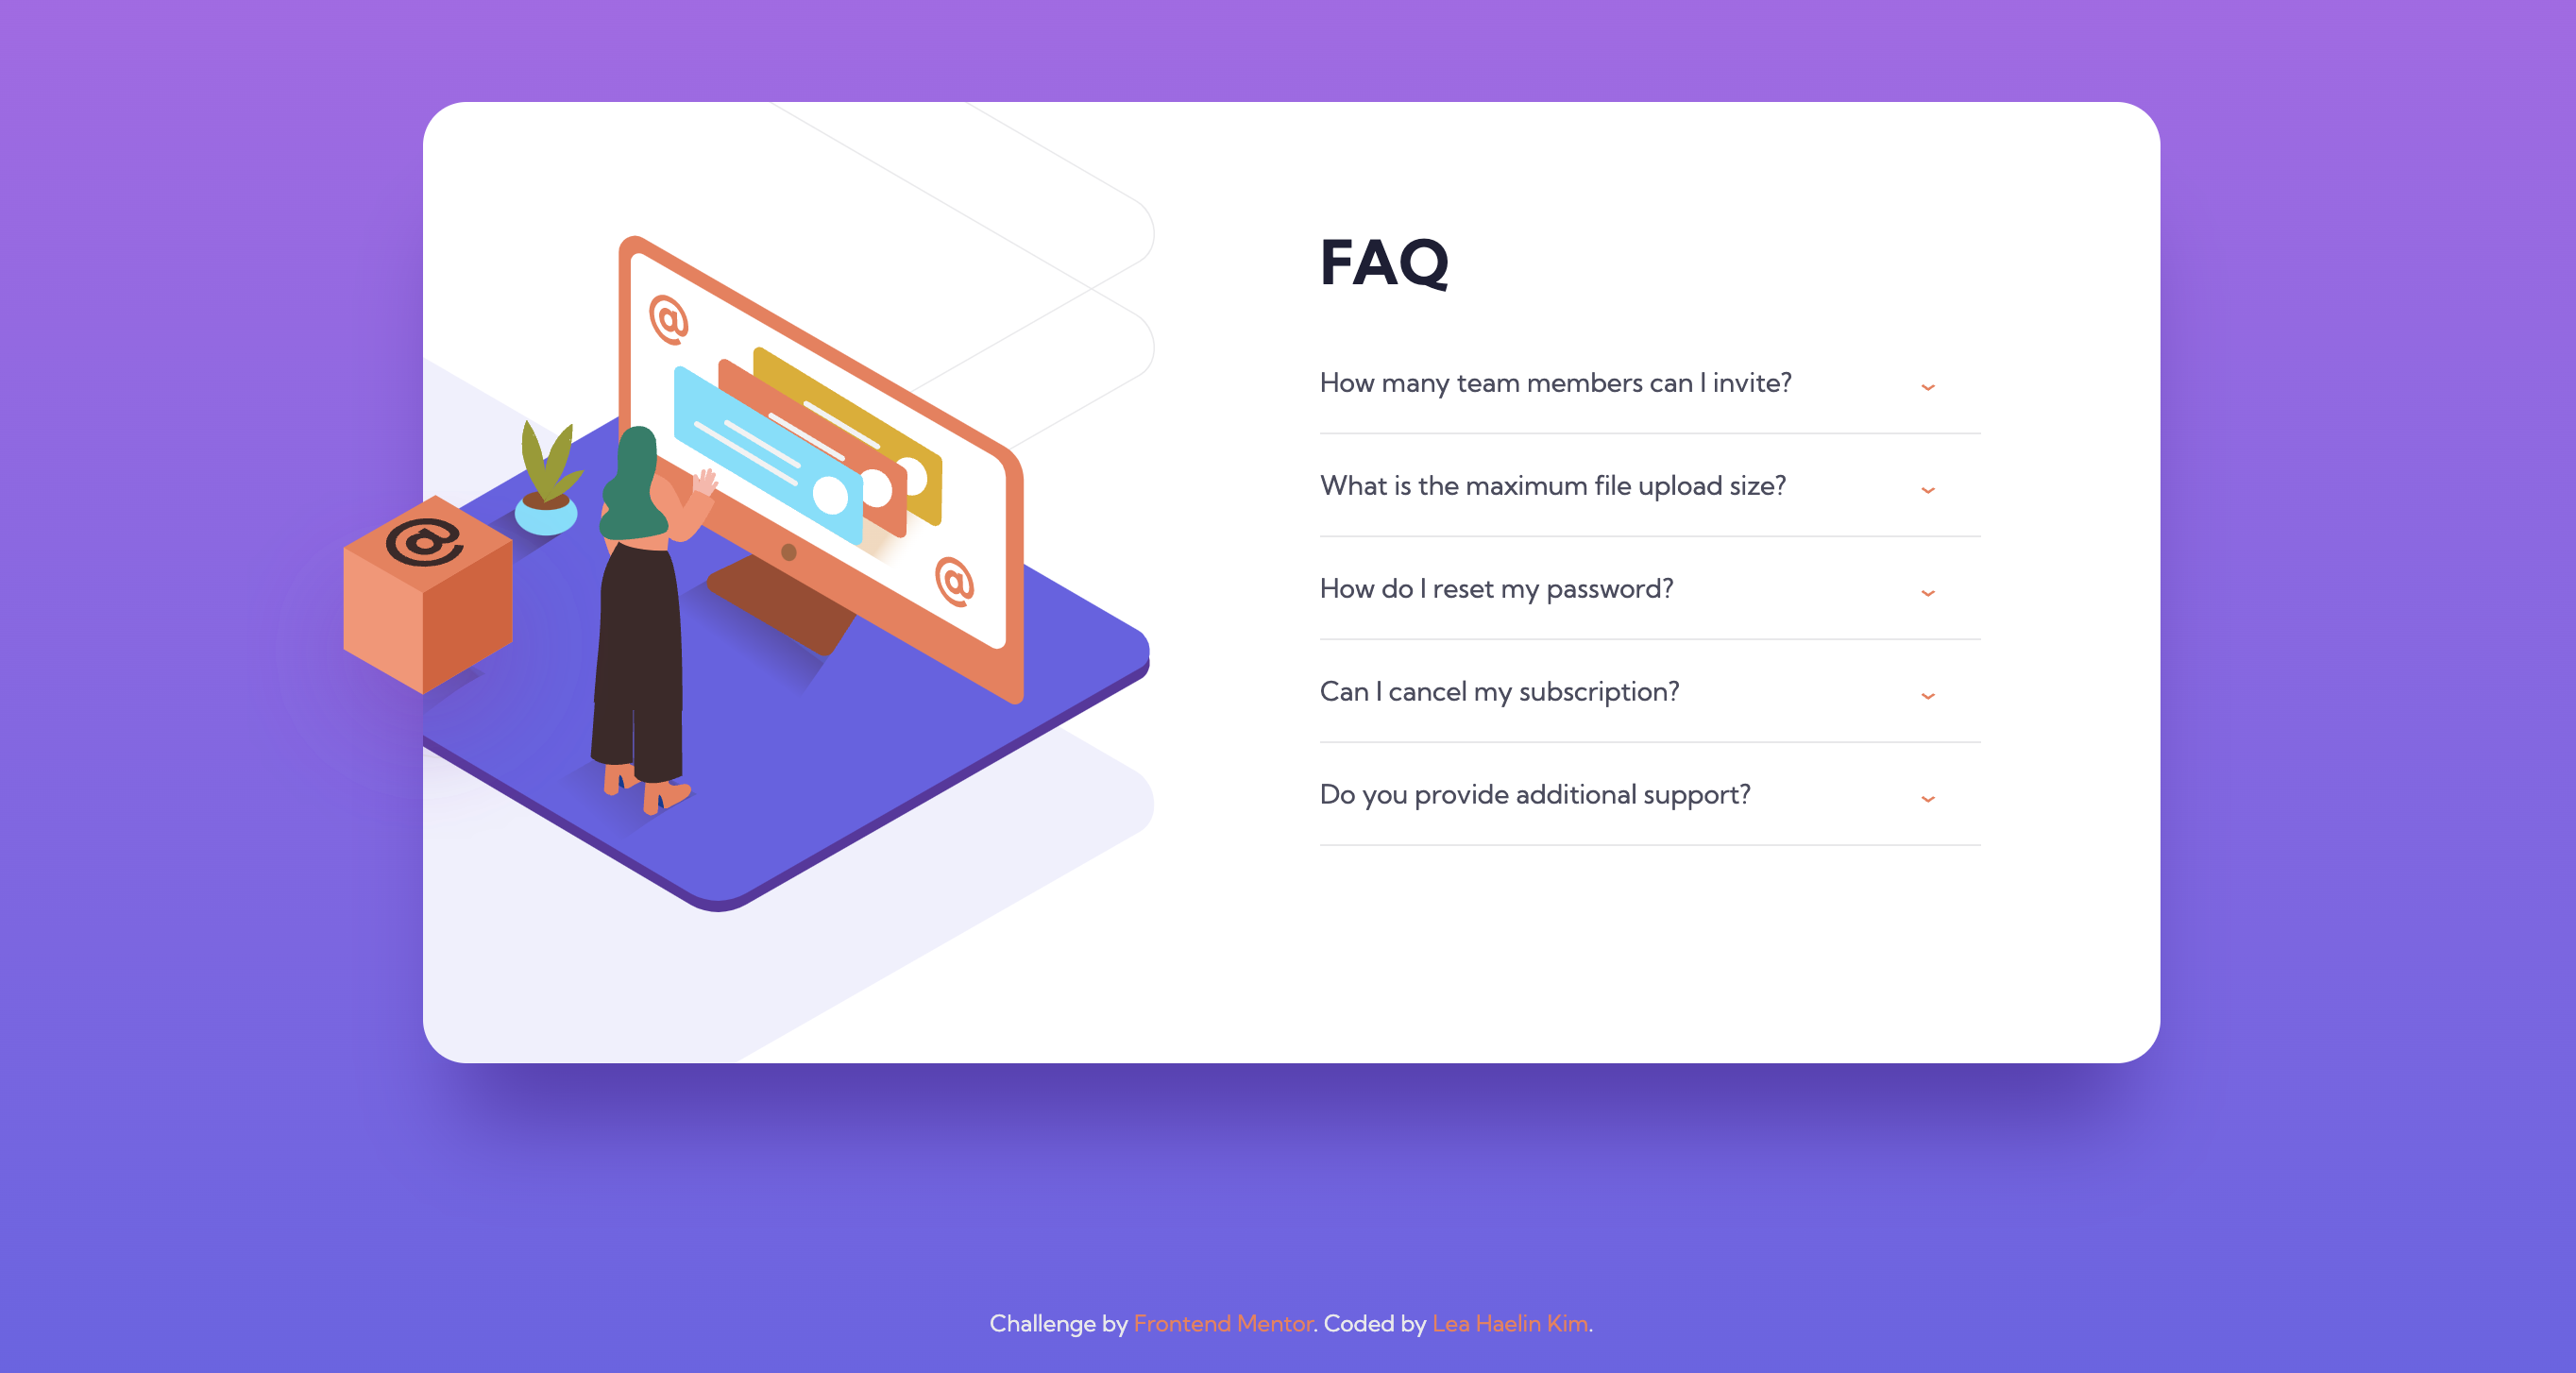 @
FAQ
@
How many team members can I invite?
What is the maximum file upload size?
@
How do I reset my password?
Can I cancel my subscription?
Do you provide additional support?
Challenge by Frontend Mentor. Coded by Lea Haelin Kim.